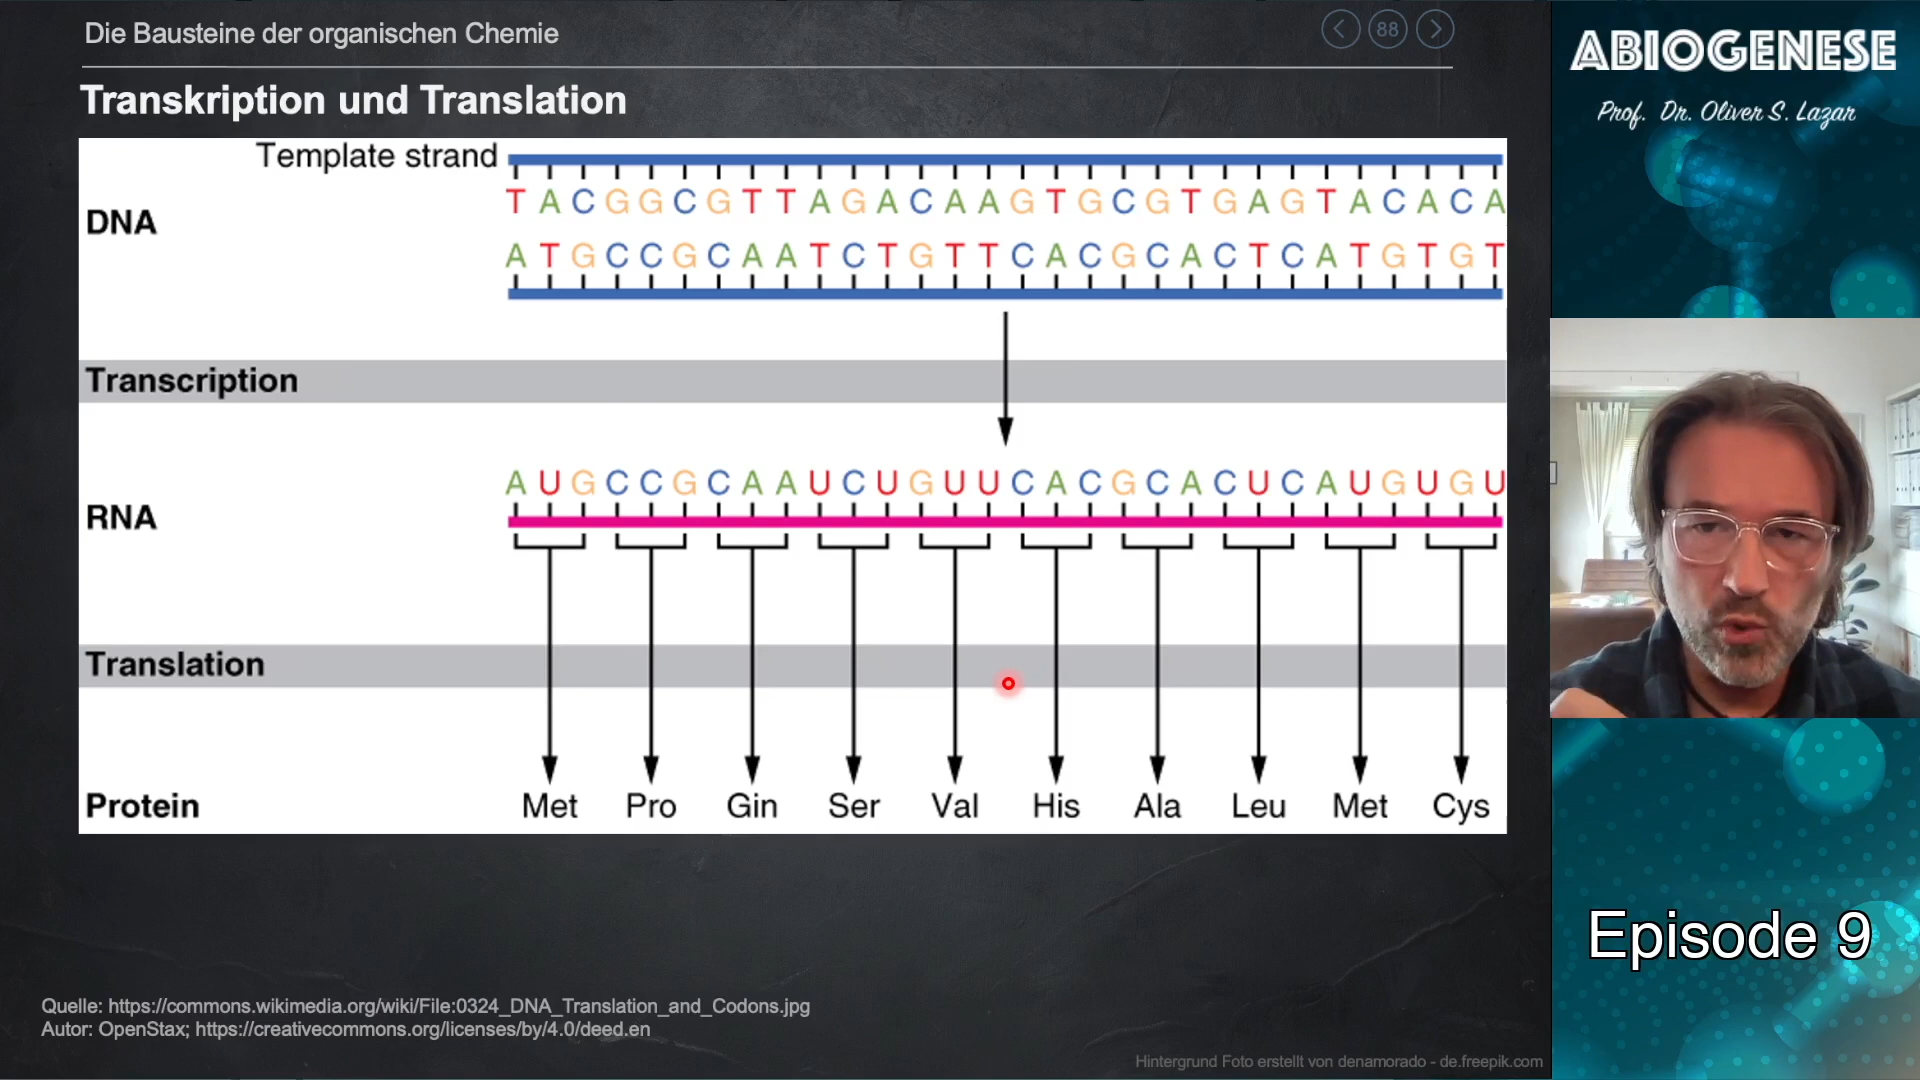 Die Bausteine der organischen Chemie
88
Transkription und Translation
Template strand
DNA
T A C G G C G T T A G A C A A G T G C G T G A G T A C A C A
A T G C C G C A A T C T G T T C A C G C A C T C A T G T G T
Transcription
RNA
A U G C C G C A A U C U G U U C A C G C A C U C A U G U G U
Translation
Protein
Met Pro Gin Ser Val His Ala Leu Met Cys
Quelle: https://commons.wikimedia.org/wiki/File:0324_DNA_Translation_and_Codons.jpg
Autor: OpenStax; https://creativecommons.org/licenses/by/4.0/deed.en
Hintergrund Foto erstellt von denamorado - de.freepik.com
ABIOGENESE
Prof. Dr. Oliver S. Lazar
Episode 9